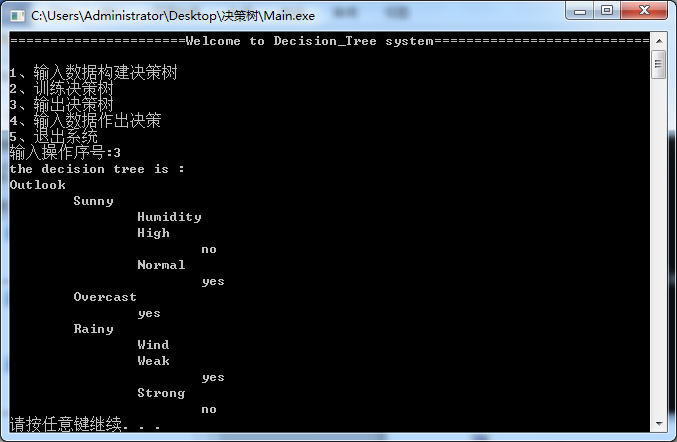 C:\Users\Administrator\Desktop\决策树\Main.exe
======================Welcome to Decision_Tree system===========================
1、输入数据构建决策树
2、训练决策树
3、输出决策树
4、输入数据作出决策
5、退出系统
输入操作序号:3
the decision tree is :
Outlook
Sunny
Humidity
High
no
Normal
yes
Overcast
yes
Rainy
Wind
Weak
yes
Strong
no
请按任意键继续. . .